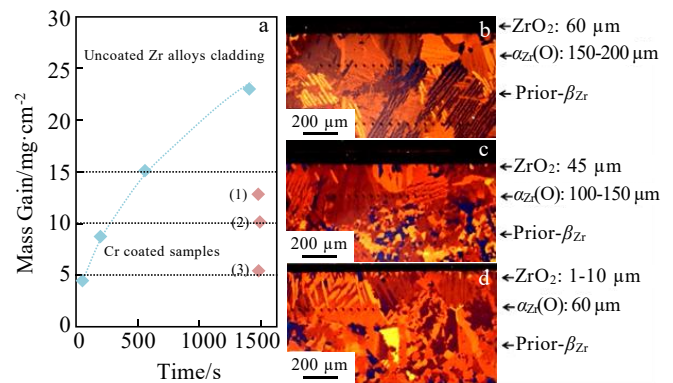 a
30
25
20
15
10
5
0
Mass Gain/mg·cm-2
Uncoated Zr alloys cladding
(1)
(2)
Cr coated samples
(3)
0
500
1000
1500
Time/s
b
200 µm
ZrO2: 60 µm
αZr(O): 150-200 µm
Prior-βZr
c
200 µm
ZrO2: 45 µm
αZr(O): 100-150 µm
Prior-βZr
d
200 µm
ZrO2: 1-10 µm
αZr(O): 60 µm
Prior-βZr